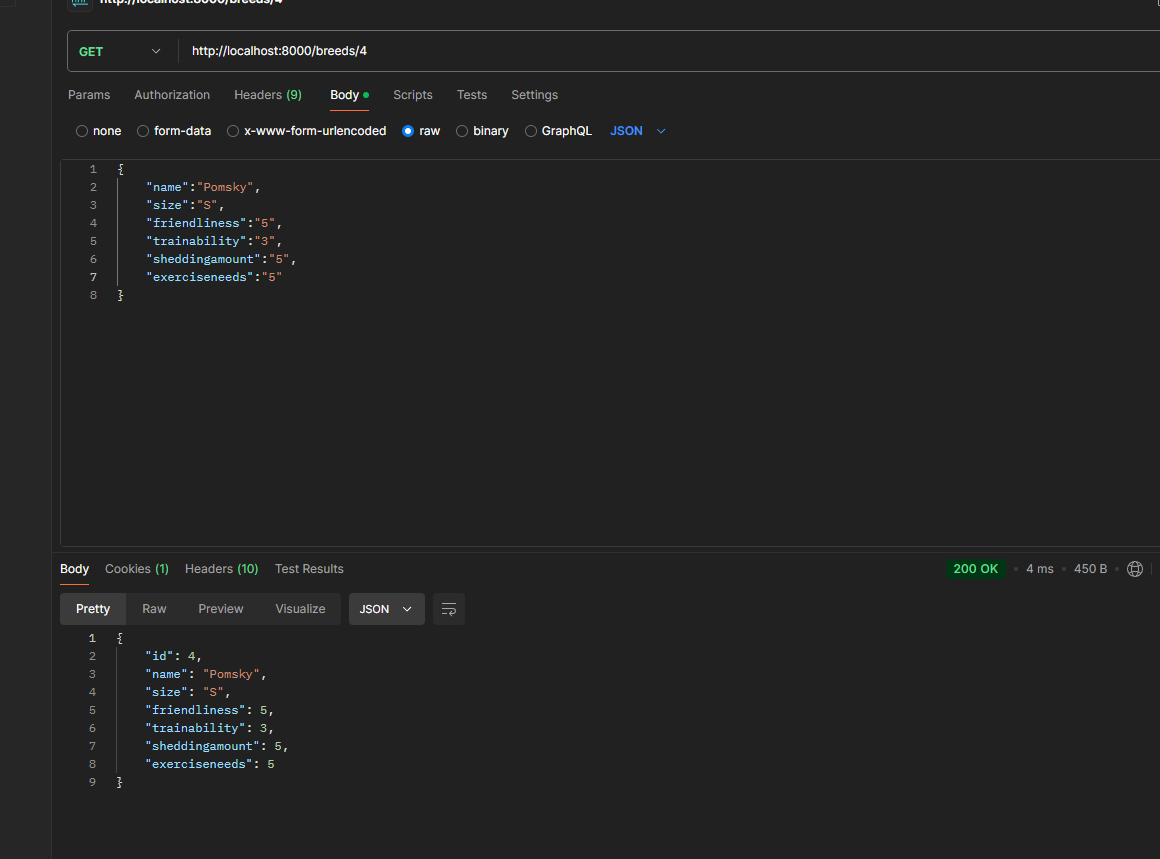 http://localhost:8000/breeds/4
GET http://localhost:8000/breeds/4
Params Authorization Headers (9) Body Scripts Tests Settings
none form-data x-www-form-urlencoded raw binary GraphQL JSON
1 {
2 "name":"Pomsky",
3 "size":"S",
4 "friendliness":"5",
5 "trainability":"3",
6 "sheddingamount":"5",
7 "exerciseneeds":"5"
8 }
Body Cookies (1) Headers (10) Test Results 200 OK 4 ms 450 B
Pretty Raw Preview Visualize JSON
1 {
2 "id": 4,
3 "name": "Pomsky",
4 "size": "S",
5 "friendliness": 5,
6 "trainability": 3,
7 "sheddingamount": 5,
8 "exerciseneeds": 5
9 }